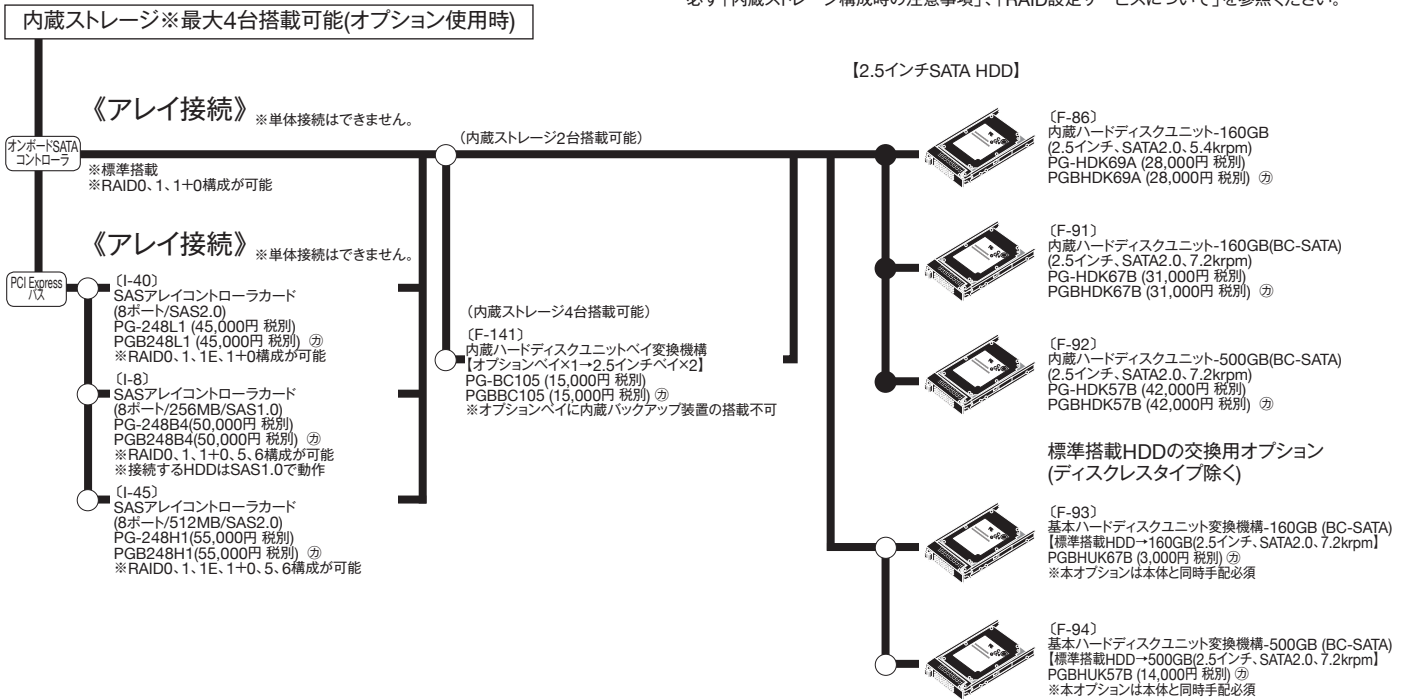 必ず「内蔵ストレージ構成時の注意事項」、「RAID設定サービスについて」を参照ください。
内蔵ストレージ※最大4台搭載可能(オプション使用時)
《アレイ接続》※単体接続はできません。
オンボードSATA
コントローラ
※標準搭載
※RAID0、1、1+0構成が可能
《アレイ接続》※単体接続はできません。
PCI Express
バス
〔I-40〕
SASアレイコントローラカード
(8ポート/SAS2.0)
PG-248L1 (45,000円 税別)
PGB248L1 (45,000円 税別) ㋕
※RAID0、1、1E、1+0構成が可能
〔I-8〕
SASアレイコントローラカード
(8ポート/256MB/SAS1.0)
PG-248B4(50,000円 税別)
PGB248B4(50,000円 税別) ㋕
※RAID0、1、1+0、5、6構成が可能
※接続するHDDはSAS1.0で動作
〔I-45〕
SASアレイコントローラカード
(8ポート/512MB/SAS2.0)
PG-248H1(55,000円 税別)
PGB248H1(55,000円 税別) ㋕
※RAID0、1、1E、1+0、5、6構成が可能
(内蔵ストレージ2台搭載可能)
(内蔵ストレージ4台搭載可能)
〔F-141〕
内蔵ハードディスクユニットベイ変換機構
【オプションベイ×1→2.5インチベイ×2】
PG-BC105 (15,000円 税別)
PGBBC105 (15,000円 税別) ㋕
※オプションベイに内蔵バックアップ装置の搭載不可
【2.5インチSATA HDD】
〔F-86〕
内蔵ハードディスクユニット-160GB
(2.5インチ、SATA2.0、5.4krpm)
PG-HDK69A (28,000円 税別)
PGBHDK69A (28,000円 税別) ㋕
〔F-91〕
内蔵ハードディスクユニット-160GB(BC-SATA)
(2.5インチ、SATA2.0、7.2krpm)
PG-HDK67B (31,000円 税別)
PGBHDK67B (31,000円 税別) ㋕
〔F-92〕
内蔵ハードディスクユニット-500GB(BC-SATA)
(2.5インチ、SATA2.0、7.2krpm)
PG-HDK57B (42,000円 税別)
PGBHDK57B (42,000円 税別) ㋕
標準搭載HDDの交換用オプション
(ディスクレスタイプ除く)
〔F-93〕
基本ハードディスクユニット変換機構-160GB (BC-SATA)
【標準搭載HDD→160GB(2.5インチ、SATA2.0、7.2krpm】
PGBHUK67B (3,000円 税別) ㋕
※本オプションは本体と同時手配必須
〔F-94〕
基本ハードディスクユニット変換機構-500GB (BC-SATA)
【標準搭載HDD→500GB(2.5インチ、SATA2.0、7.2krpm】
PGBHUK57B (14,000円 税別) ㋕
※本オプションは本体と同時手配必須